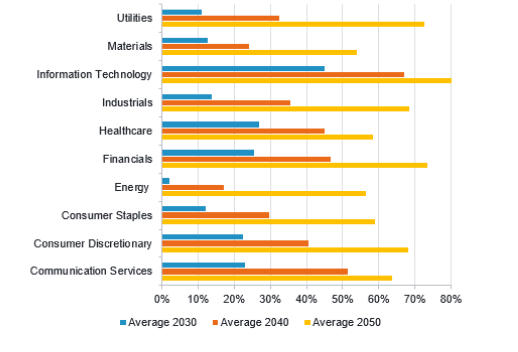 Utilities
Materials
Information Technology
Industrials
Healthcare
Financials
Energy
Consumer Staples
Consumer Discretionary
Communication Services
0% 10% 20% 30% 40% 50% 60% 70% 80%
Average 2030 Average 2040 Average 2050